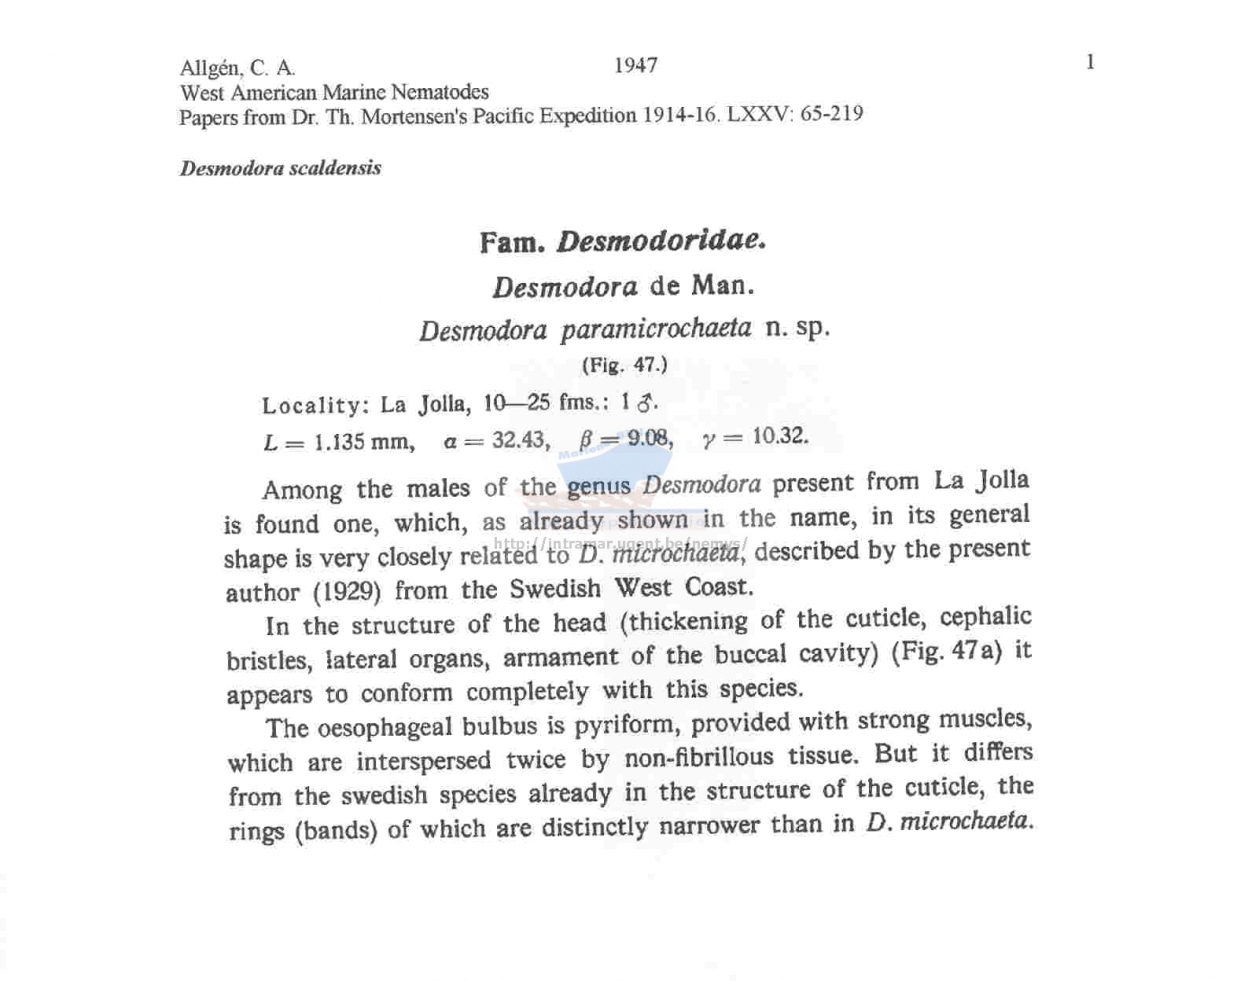 Allgén, C. A. 1947 1
West American Marine Nematodes
Papers from Dr. Th. Mortensen's Pacific Expedition 1914-16. LXXV: 65-219
Desmodora scaldensis
Fam. Desmodoridae.
Desmodora de Man.
Desmodora paramicrochaeta n. sp.
(Fig. 47.)
Locality: La Jolla, 10—25 fms.: 1 ♂.
L = 1.135 mm, α = 32.43, β = 9.08, γ = 10.32.
Among the males of the genus Desmodora present from La Jolla
is found one, which, as already shown in the name, in its general
shape is very closely related to D. microchaeta, described by the present
http://intramar.ugent.be/nemys/
author (1929) from the Swedish West Coast.
In the structure of the head (thickening of the cuticle, cephalic
bristles, lateral organs, armament of the buccal cavity) (Fig. 47a) it
appears to conform completely with this species.
The oesophageal bulbus is pyriform, provided with strong muscles,
which are interspersed twice by non-fibrillous tissue. But it differs
from the swedish species already in the structure of the cuticle, the
rings (bands) of which are distinctly narrower than in D. microchaeta.